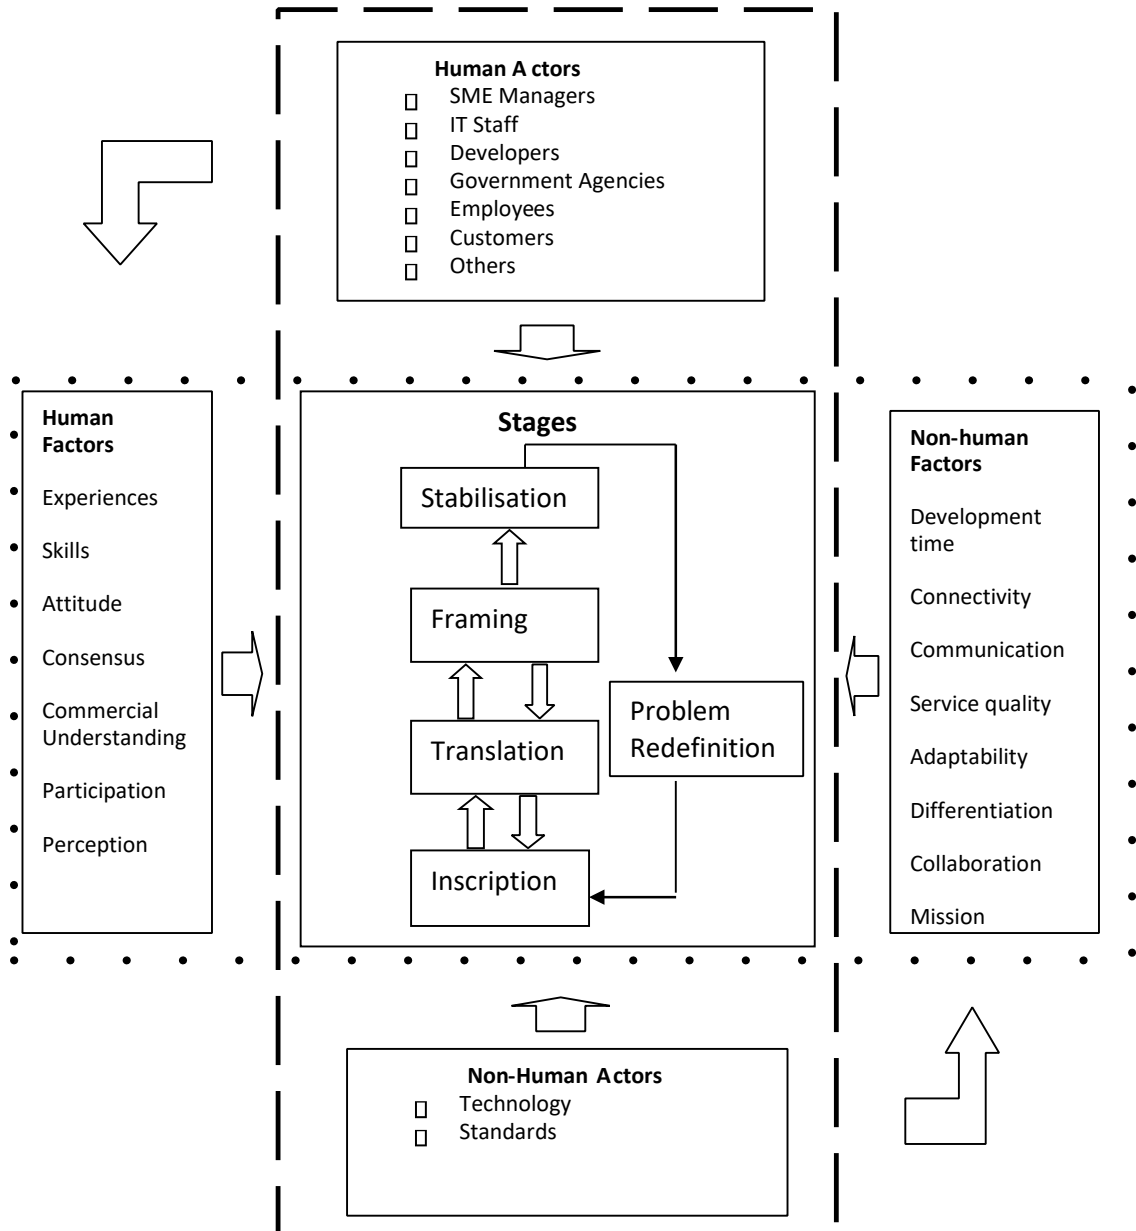 Human A ctors
SME Managers
IT Staff
Developers
Government Agencies
Employees
Customers
Others
Human
Factors
Experiences
Skills
Attitude
Consensus
Commercial
Understanding
Participation
Perception
Stages
Stabilisation
Framing
Translation
Inscription
Problem
Redefinition
Non-human
Factors
Development
time
Connectivity
Communication
Service quality
Adaptability
Differentiation
Collaboration
Mission
Non-Human Actors
Technology
Standards